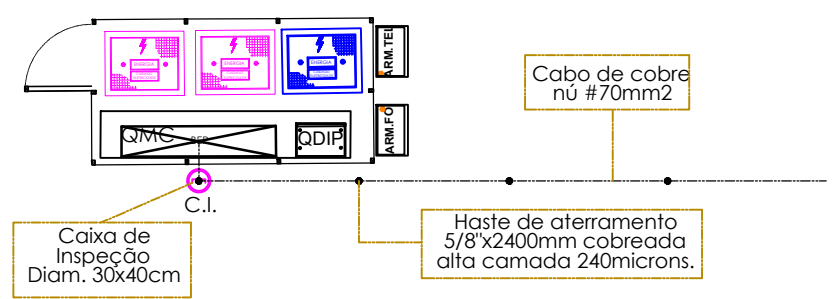 ENERGIA
ENERGIA
ENERGIA
ARM.TEL
ARM.FO
QMC
BEP
QDIP
C.I.
Cabo de cobre
nú #70mm2
Caixa de
Inspeção
Diam. 30x40cm
Haste de aterramento
5/8"x2400mm cobreada
alta camada 240microns.